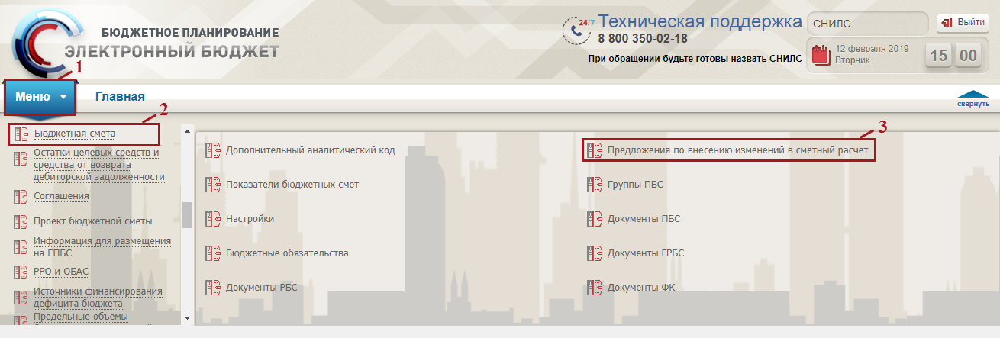 БЮДЖЕТНОЕ ПЛАНИРОВАНИЕ
ЭЛЕКТРОННЫЙ БЮДЖЕТ
24/7
Техническая поддержка
8 800 350-02-18
При обращении будьте готовы назвать СНИЛС
СНИЛС
Выйти
12 февраля 2019
Вторник
15 00
1
Меню
Главная
свернуть
2
Бюджетная смета
Остатки целевых средств и
средства от возврата
дебиторской задолженности
Соглашения
Проект бюджетной сметы
Информация для размещения
на ЕПБС
РРО и ОБАС
Источники финансирования
дефицита бюджета
Предельные объемы
Дополнительный аналитический код
Показатели бюджетных смет
Настройки
Бюджетные обязательства
Документы РБС
3
Предложения по внесению изменений в сметный расчет
Группы ПБС
Документы ПБС
Документы ГРБС
Документы ФК